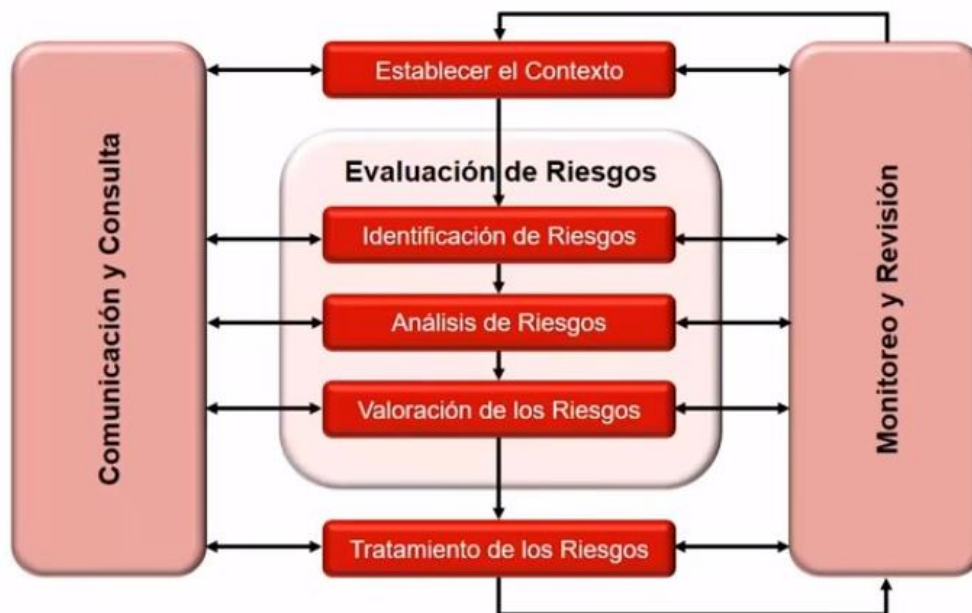 Establecer el Contexto
Comunicación y Consulta
Evaluación de Riesgos
Identificación de Riesgos
Análisis de Riesgos
Valoración de los Riesgos
Tratamiento de los Riesgos
Monitoreo y Revisión